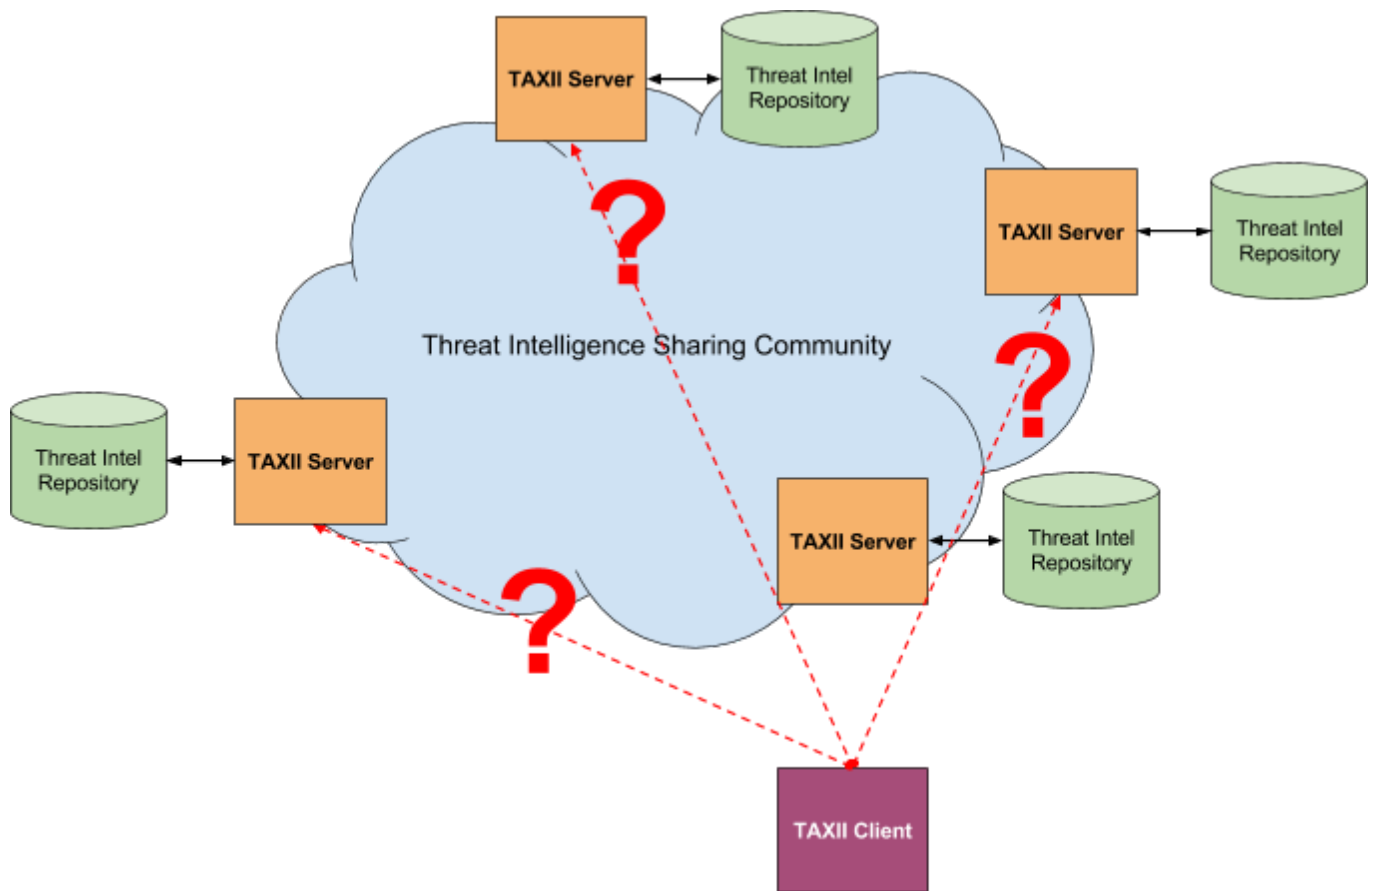 TAXII Server
Threat Intel
Repository
?
TAXII Server
Threat Intel
Repository
Threat Intelligence Sharing Community
?
Threat Intel
Repository
TAXII Server
TAXII Server
Threat Intel
Repository
?
TAXII Client